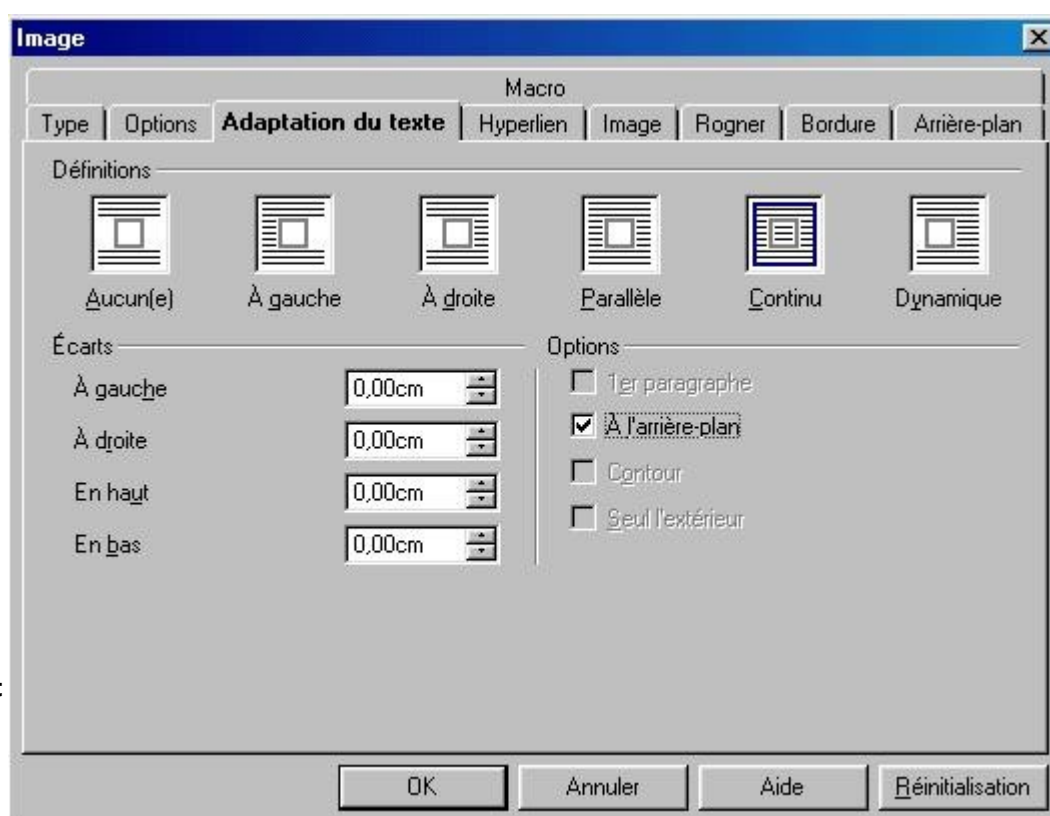 Image
Macro
Type Options Adaptation du texte Hyperlien Image Rogner Bordure Arrière-plan
Définitions
Aucun(e) À gauche À droite Parallèle Continu Dynamique
Écarts Options
À gauche 0,00cm 1er paragraphe
À droite 0,00cm À l'arrière-plan
En haut 0,00cm Contour
En bas 0,00cm Seul l'extérieur
:
OK Annuler Aide Réinitialisation